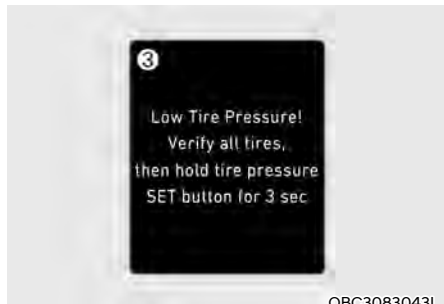 3
Low Tire Pressure!
Verify all tires,
then hold tire pressure
SET button for 3 sec
OBC3083043L